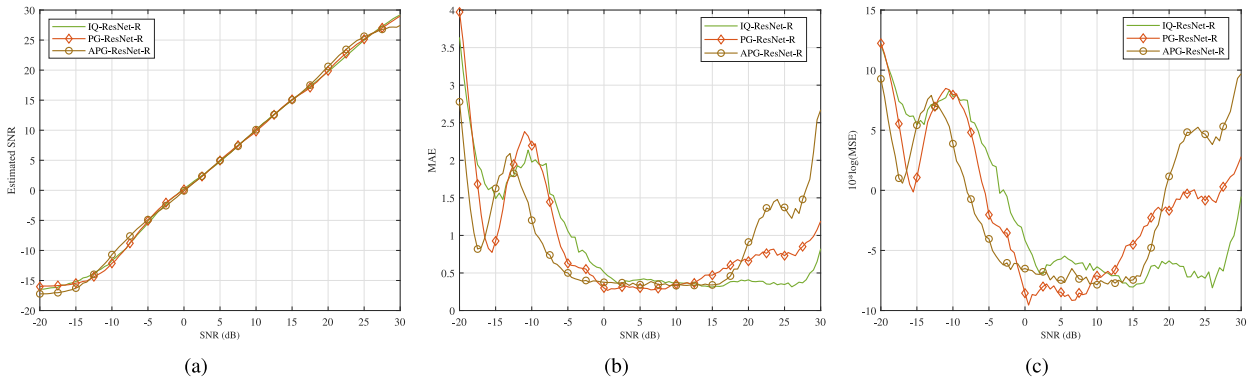 30
25
20
15
10
5
0
-5
-10
-15
-20
Estimated SNR
IQ-ResNet-R
PG-ResNet-R
APG-ResNet-R
-20 -15 -10 -5 0 5 10 15 20 25 30
SNR (dB)
(a)
4
3.5
3
2.5
2
1.5
1
0.5
0
MAE
IQ-ResNet-R
PG-ResNet-R
APG-ResNet-R
-20 -15 -10 -5 0 5 10 15 20 25 30
SNR (dB)
(b)
15
10
5
0
-5
-10
10*log(MSE)
IQ-ResNet-R
PG-ResNet-R
APG-ResNet-R
-20 -15 -10 -5 0 5 10 15 20 25 30
SNR (dB)
(c)